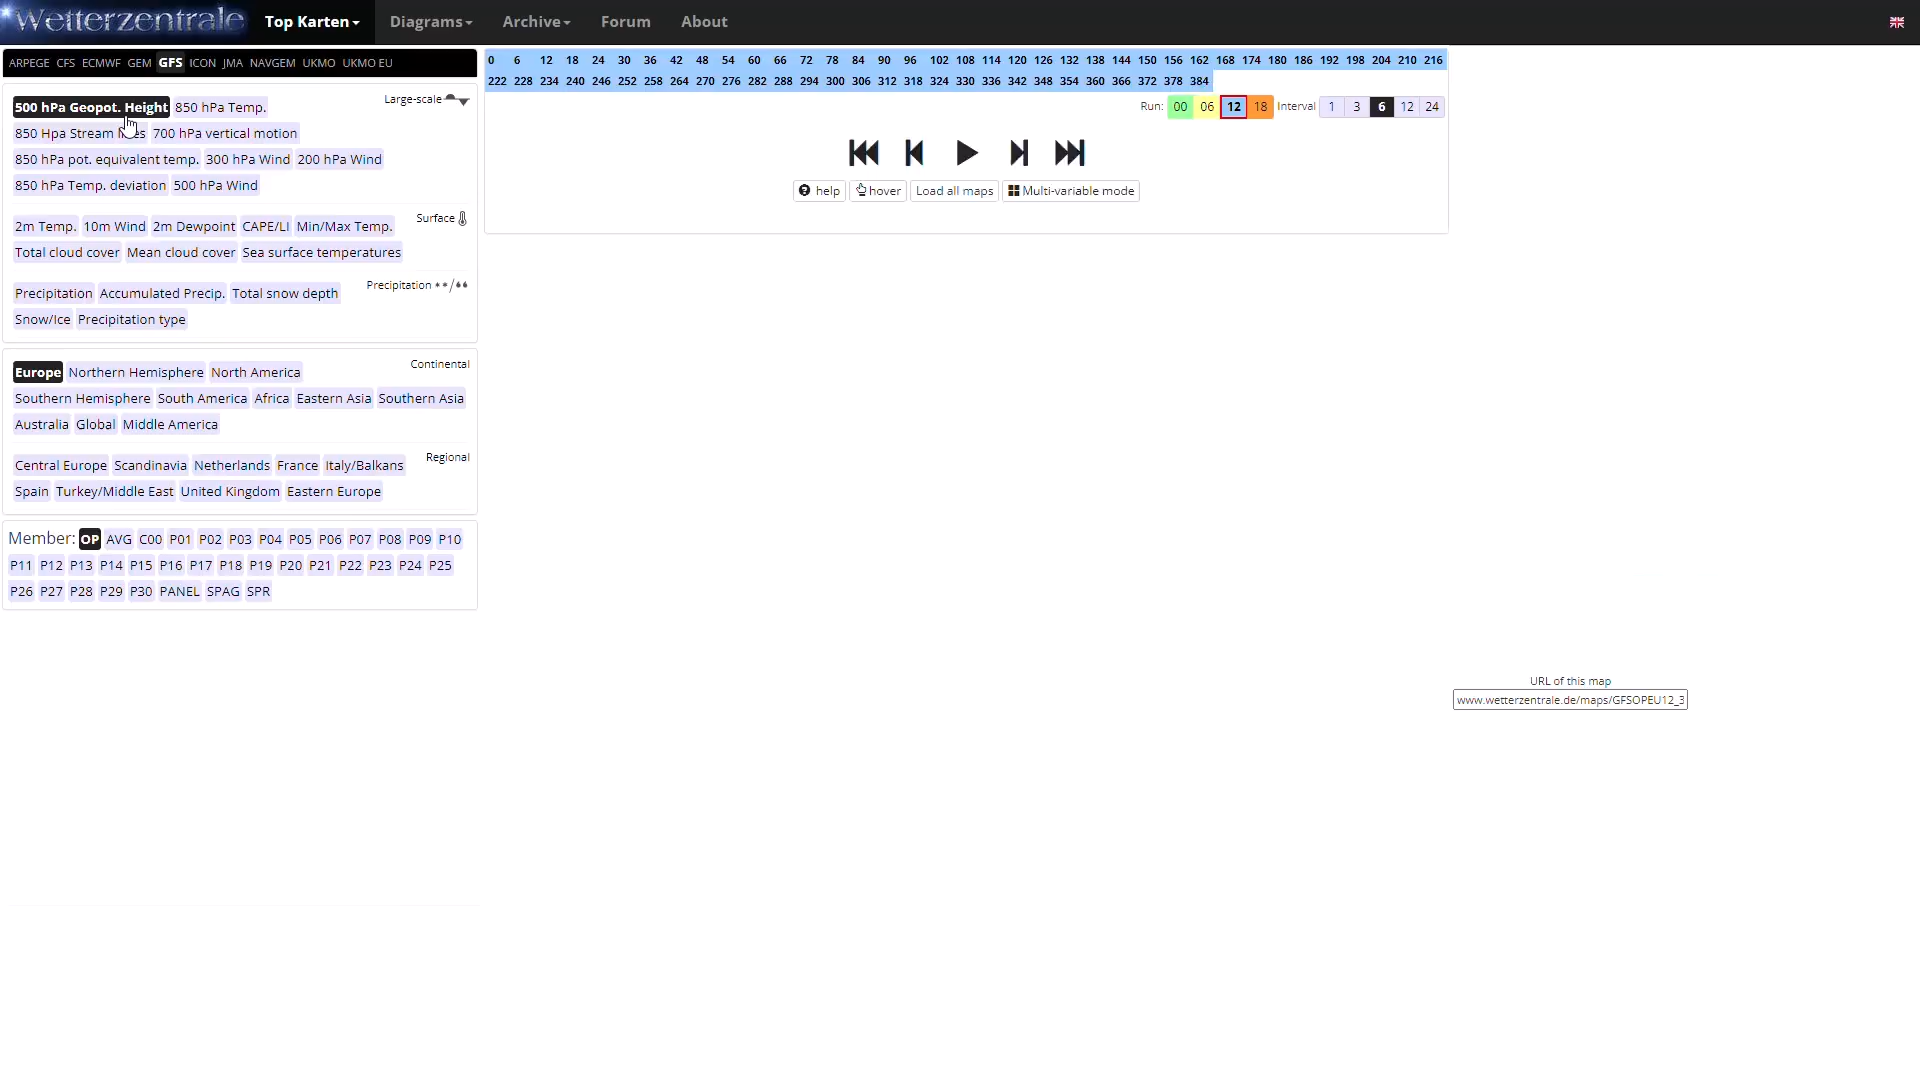 Wetterzentrale Top Karten Diagrams Archive Forum About
ARPEGE CFS ECMWF GEM GFS ICON JMA NAVGEM UKMO UKMO EU
Large-scale
500 hPa Geopot. Height 850 hPa Temp.
850 Hpa Stream lines 700 hPa vertical motion
850 hPa pot. equivalent temp. 300 hPa Wind 200 hPa Wind
850 hPa Temp. deviation 500 hPa Wind
Surface
2m Temp. 10m Wind 2m Dewpoint CAPE/LI Min/Max Temp.
Total cloud cover Mean cloud cover Sea surface temperatures
Precipitation **/
Precipitation Accumulated Precip. Total snow depth
Snow/Ice Precipitation type
Continental
Europe Northern Hemisphere North America
Southern Hemisphere South America Africa Eastern Asia Southern Asia
Australia Global Middle America
Regional
Central Europe Scandinavia Netherlands France Italy/Balkans
Spain Turkey/Middle East United Kingdom Eastern Europe
Member: OP AVG C00 P01 P02 P03 P04 P05 P06 P07 P08 P09 P10
P11 P12 P13 P14 P15 P16 P17 P18 P19 P20 P21 P22 P23 P24 P25
P26 P27 P28 P29 P30 PANEL SPAG SPR
0 6 12 18 24 30 36 42 48 54 60 66 72 78 84 90 96 102 108 114 120 126 132 138 144 150 156 162 168 174 180 186 192 198 204 210 216
222 228 234 240 246 252 258 264 270 276 282 288 294 300 306 312 318 324 330 336 342 348 354 360 366 372 378 384
Run: 00 06 12 18 Interval 1 3 6 12 24
help hover Load all maps Multi-variable mode
URL of this map
www.wetterzentrale.de/maps/GFSOPEU12_3